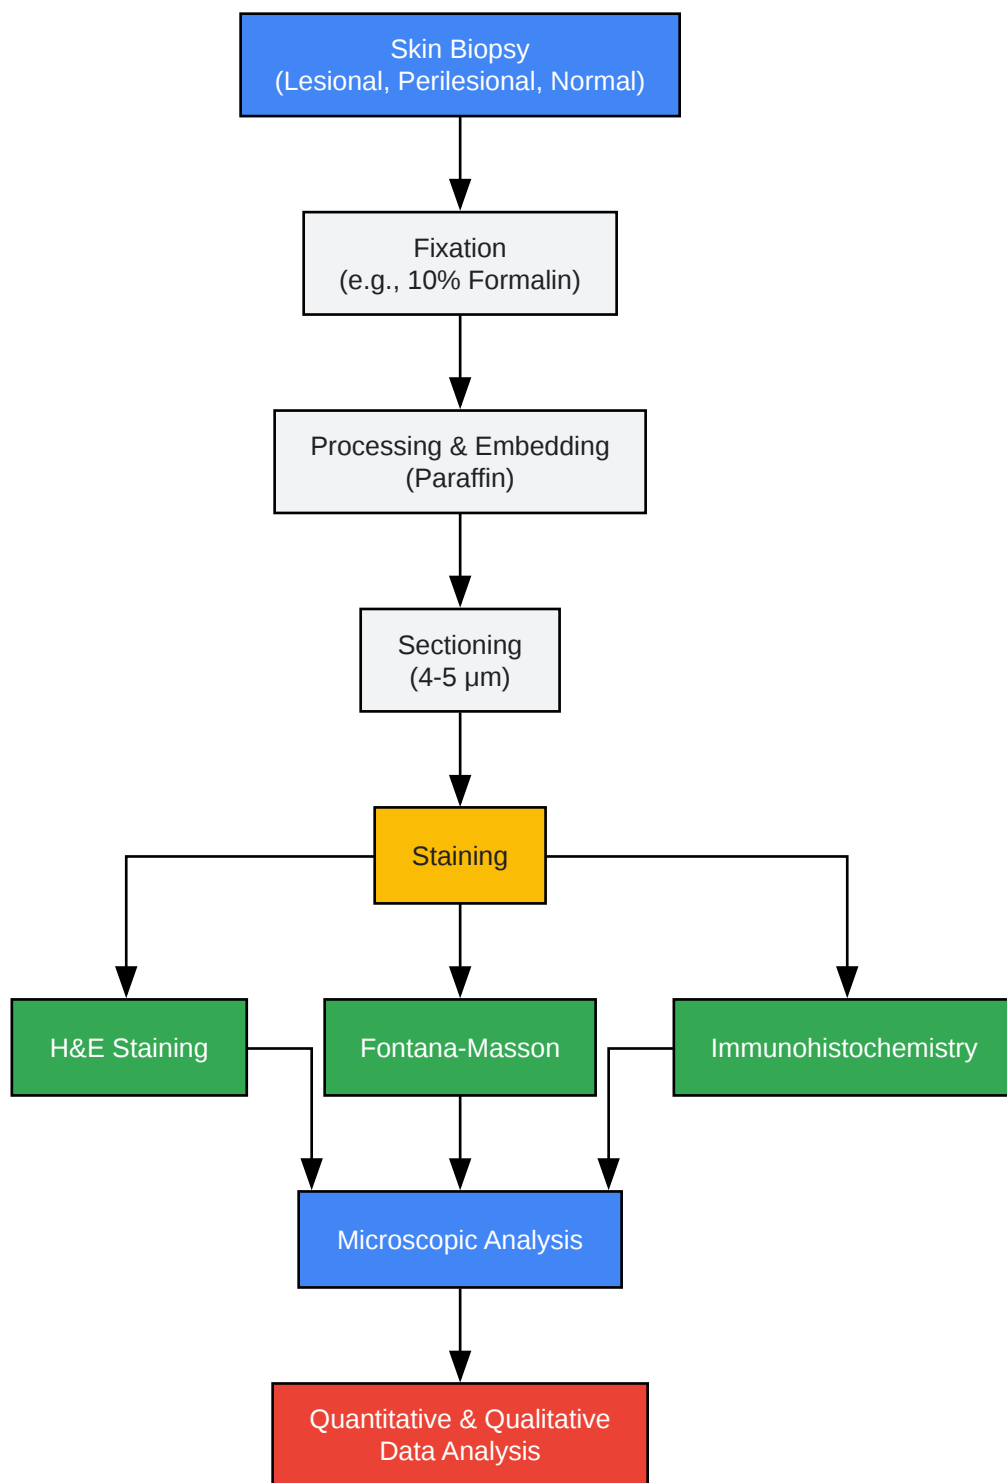 Skin Biopsy
(Lesional, Perilesional, Normal)
Fixation
(e.g., 10% Formalin)
Processing & Embedding
(Paraffin)
Sectioning
(4-5 μm)
Staining
H&E Staining
Fontana-Masson
Immunohistochemistry
Microscopic Analysis
Quantitative & Qualitative
Data Analysis